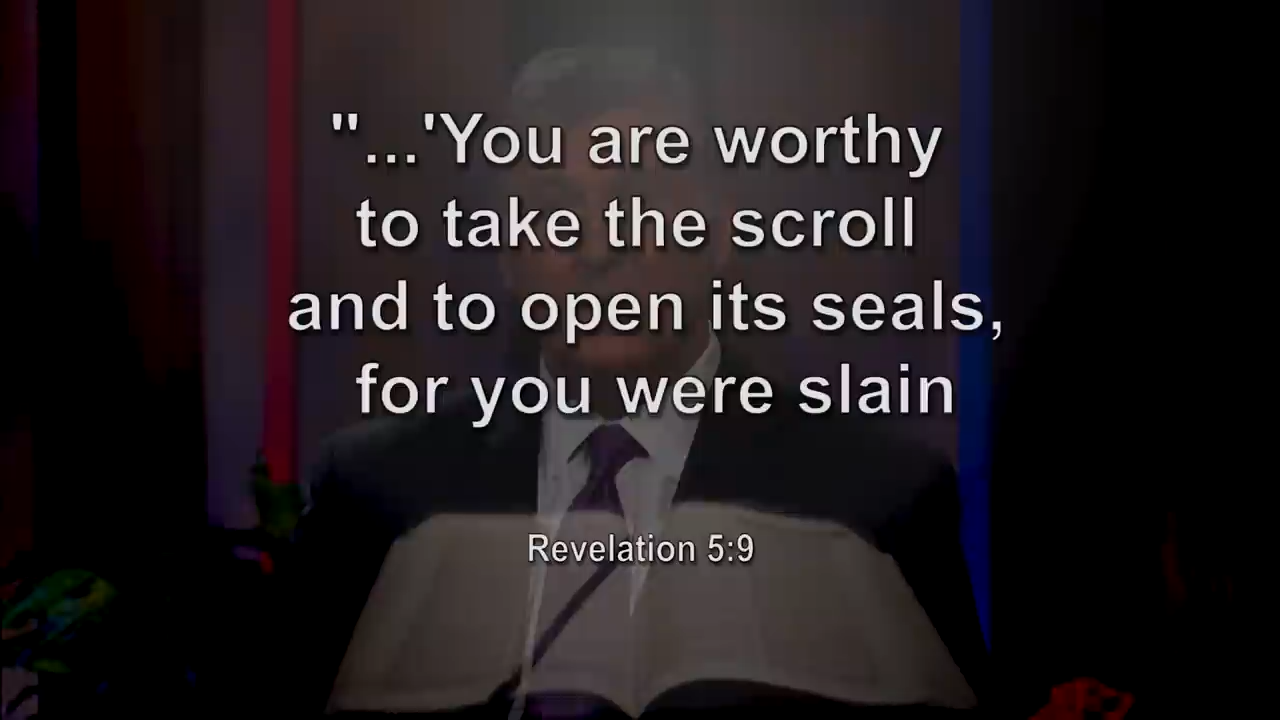 "...'You are worthy
to take the scroll
and to open its seals,
for you were slain
Revelation 5:9